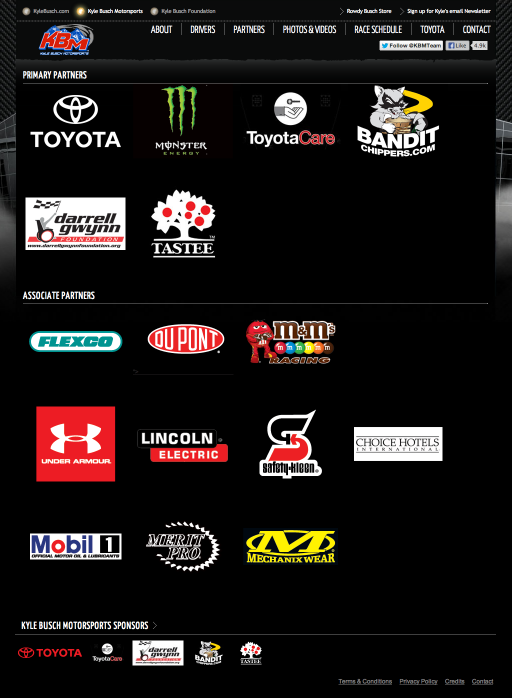 KyleBusch.com Kyle Busch Motorsports Kyle Busch Foundation Rowdy Busch Store Sign up for Kyle's email Newsletter
KBM
KYLE BUSCH MOTORSPORTS
ABOUT DRIVERS PARTNERS PHOTOS & VIDEOS RACE SCHEDULE TOYOTA CONTACT
Follow @KBMTeam Like 4.9k
PRIMARY PARTNERS
TOYOTA
MONSTER
ENERGY
ToyotaCare
BANDIT
CHIPPERS.COM
darrell
gwynn
FOUNDATION
www.darrellgwynnfoundation.org
TASTEE
TM
ASSOCIATE PARTNERS
FLEXCO
DU PONT
m&m's
RACING
UNDER ARMOUR
LINCOLN
ELECTRIC
safety-kleen
CHOICE HOTELS
INTERNATIONAL
Mobil 1
OFFICIAL MOTOR OIL & LUBRICANTS
MERIT
PRO
MECHANIX WEAR
KYLE BUSCH MOTORSPORTS SPONSORS
TOYOTA
ToyotaCare
darrell
gwynn
BANDIT
TASTEE
Terms & Conditions Privacy Policy Credits Contact